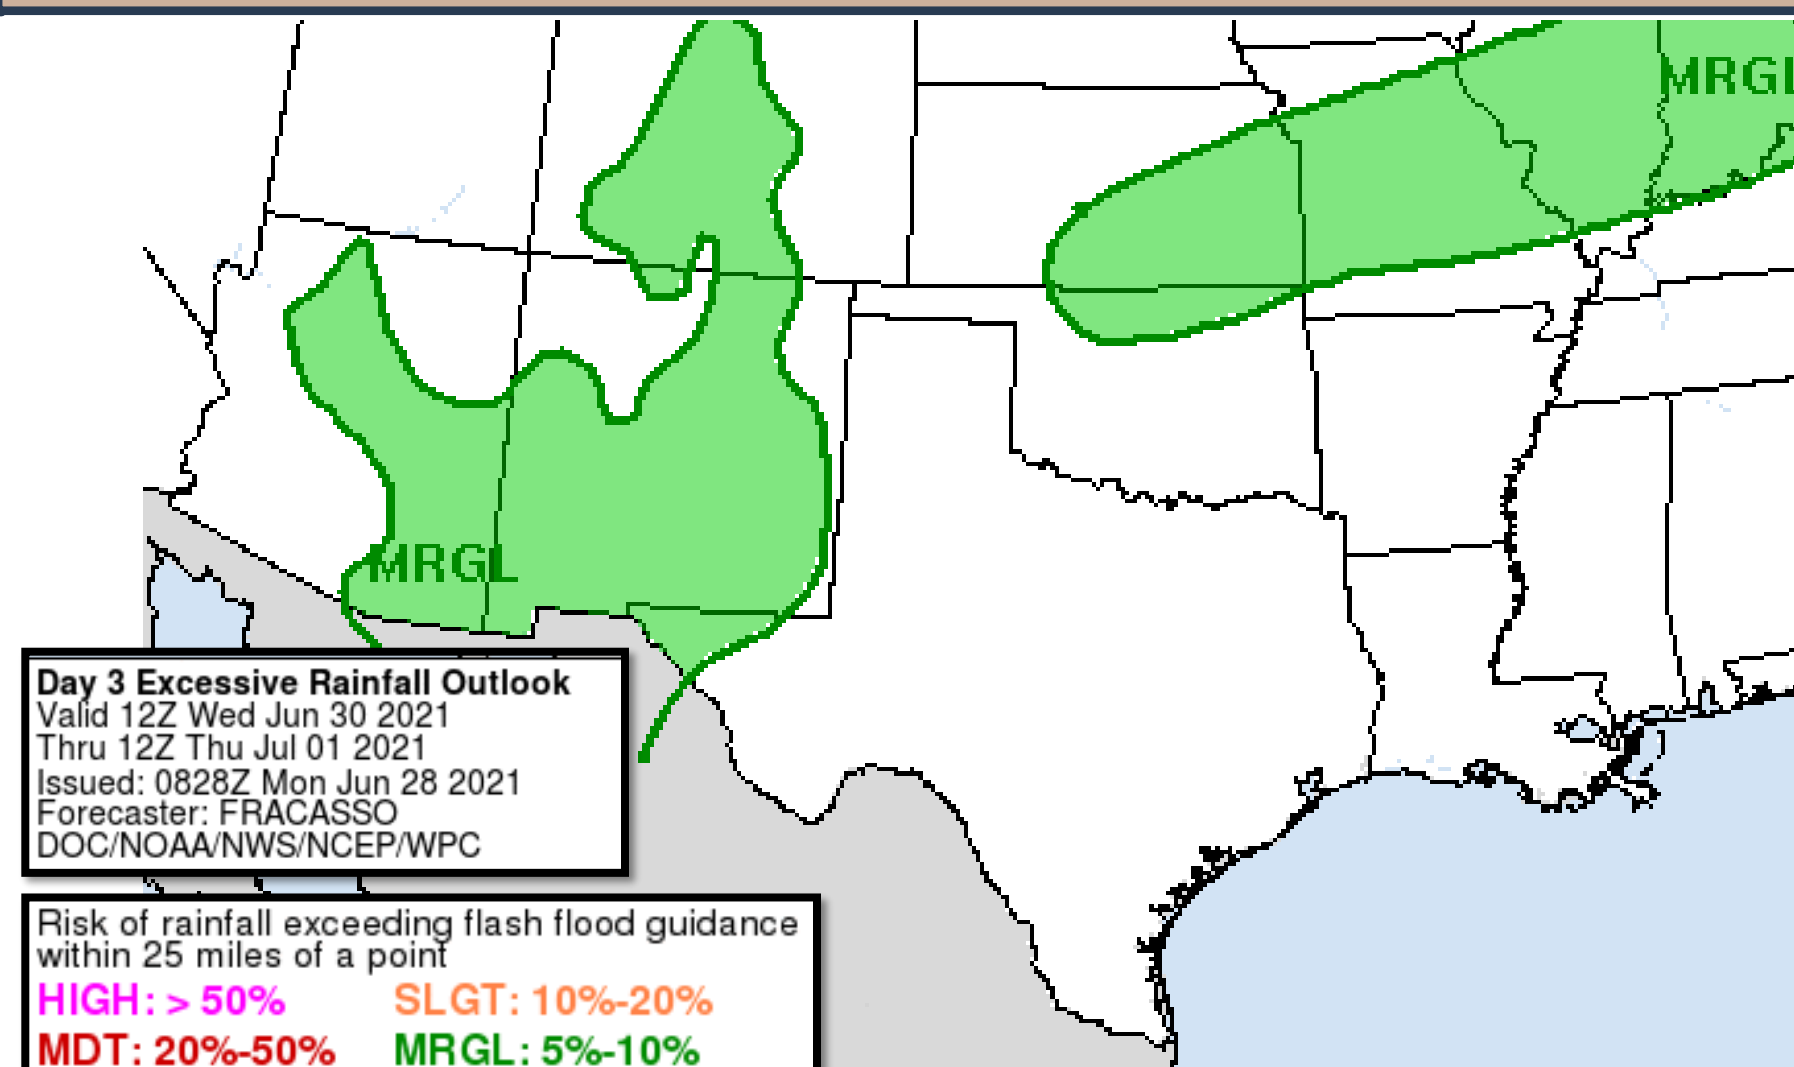 MRGL
MRGL
Day 3 Excessive Rainfall Outlook
Valid 12Z Wed Jun 30 2021
Thru 12Z Thu Jul 01 2021
Issued: 0828Z Mon Jun 28 2021
Forecaster: FRACASSO
DOC/NOAA/NWS/NCEP/WPC
Risk of rainfall exceeding flash flood guidance
within 25 miles of a point
HIGH: > 50% SLGT: 10%-20%
MDT: 20%-50% MRGL: 5%-10%